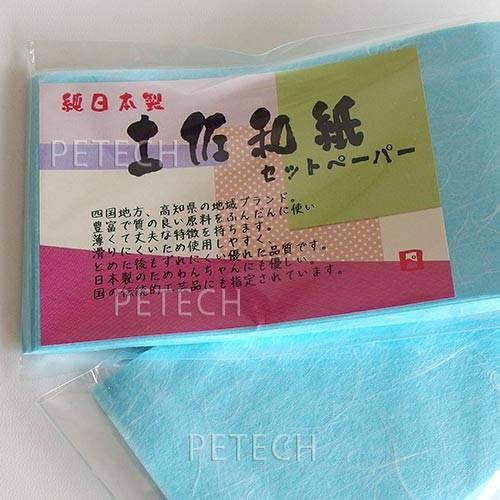 純日本製
土佐和紙
セットペーパー
四国地方、高知県の地域ブランド。
豊富で質の良い原料をふんだんに使い
薄くて丈夫な特徴を持ちます。
滑りにくいため使用しやすく、
とめた後もずれにくい優れた品質です。
日本製のためわんちゃんにも優しい。
国の伝統的工芸品にも指定されています。
PETECH
PETECH
PETECH